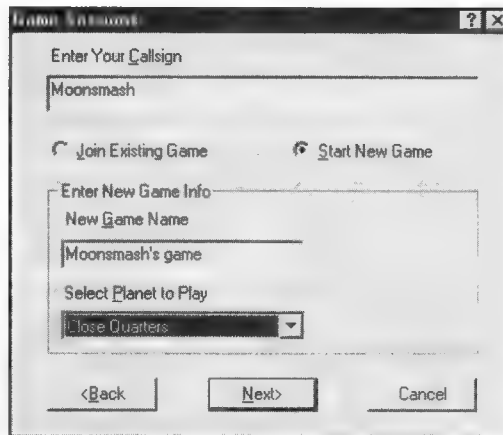 ? X
Enter Your Callsign
Moonsmash
Join Existing Game Start New Game
Enter New Game Info
New Game Name
Moonsmash's game
Select Planet to Play
Close Quarters
<Back Next> Cancel